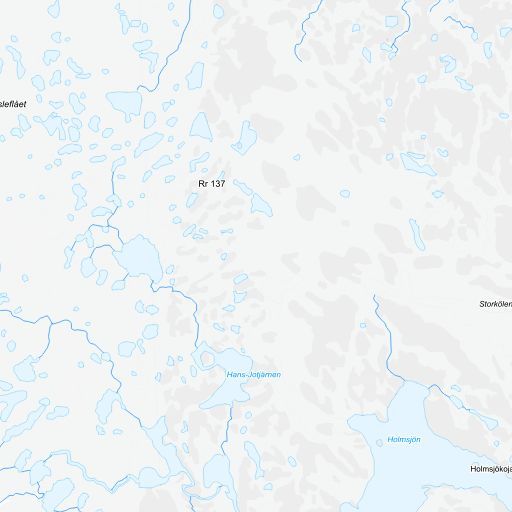 sleflået
Rr 137
Storkölen
Hans-Jotjärnen
Holmsjön
Holmsjökoja